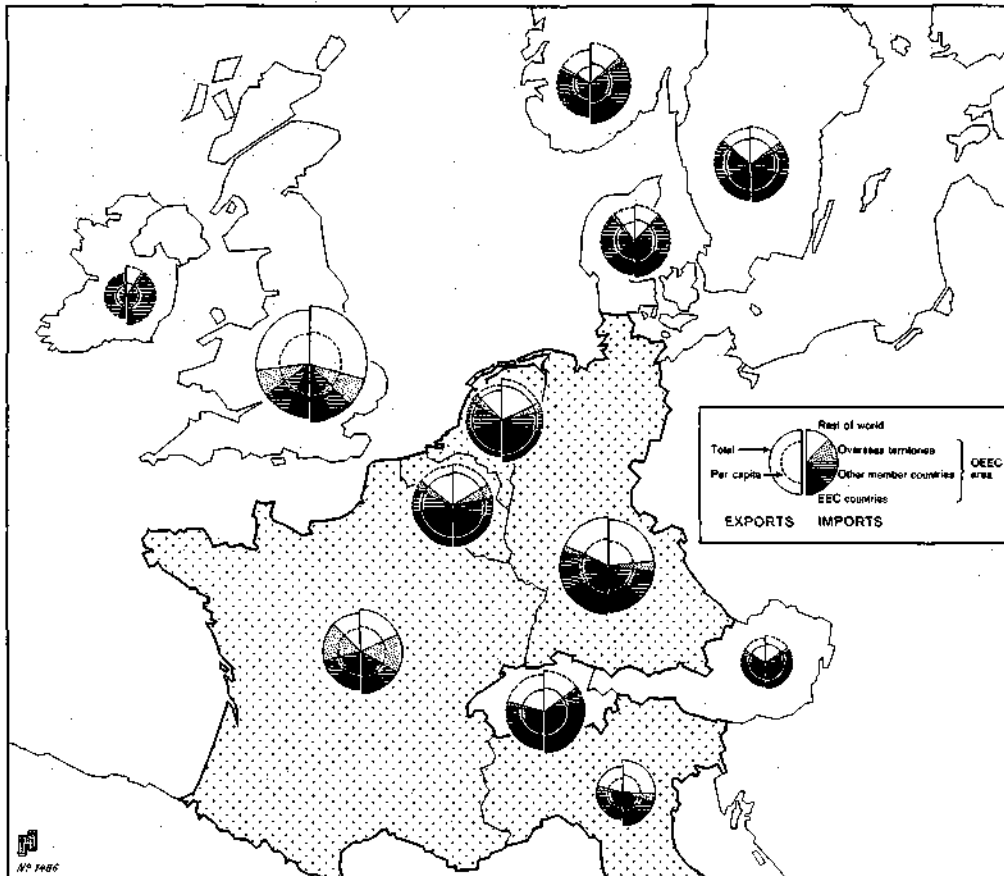 Rest of world
Total
Overseas territories
Per capita
Other member countries
OEEC
area
EEC countries
EXPORTS IMPORTS
Nº 1486